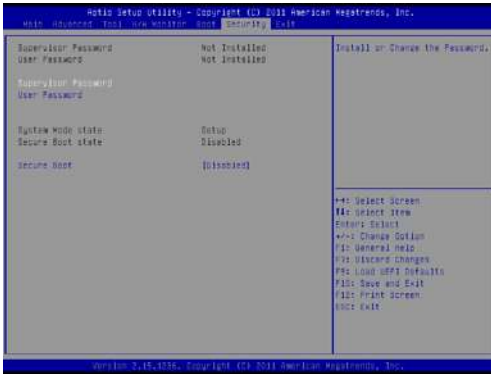 Aptio Setup Utility - Copyright (C) 2011 American Megatrends, Inc.
Main Advanced Tool H/W Monitor Boot Security Exit
Supervisor Password Not Installed
User Password Not Installed
Supervisor Password
User Password
System Mode state Setup
Secure Boot state Disabled
Secure Boot [Disabled]
Install or Change the Password.
→←: Select Screen
↑↓: Select Item
Enter: Select
+/-: Change Option
F1: General Help
F7: Discard Changes
F9: Load UEFI Defaults
F10: Save and Exit
F12: Print Screen
ESC: Exit
Version 2.15.1236. Copyright (C) 2011 American Megatrends, Inc.